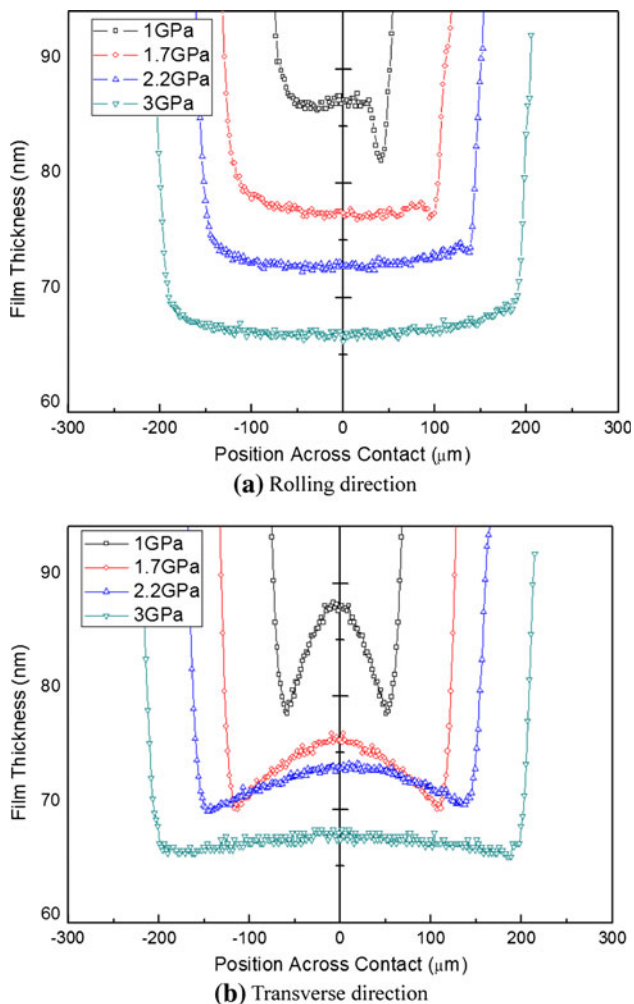 1GPa
1.7GPa
2.2GPa
3GPa
90
80
70
60
Film Thickness (nm)
-300 -200 -100 0 100 200 300
Position Across Contact (μm)
(a) Rolling direction
1GPa
1.7GPa
2.2GPa
3GPa
90
80
70
60
Film Thickness (nm)
-300 -200 -100 0 100 200 300
Position Across Contact (μm)
(b) Transverse direction